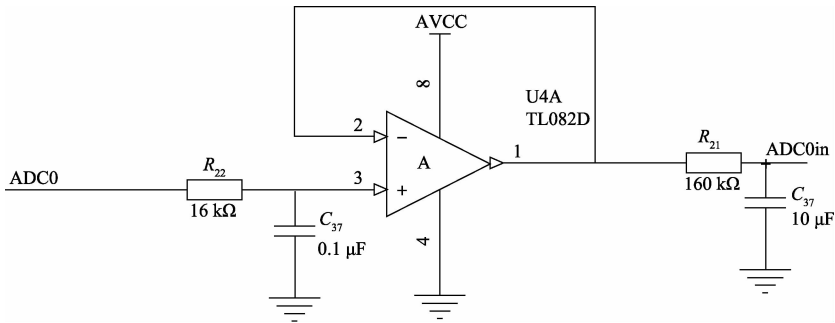 AVCC
8
U4A
TL082D
2
−
A
1
R21
ADC0in
160 kΩ
C37
10 μF
ADC0
R22
16 kΩ
3
+
C37
0.1 μF
4